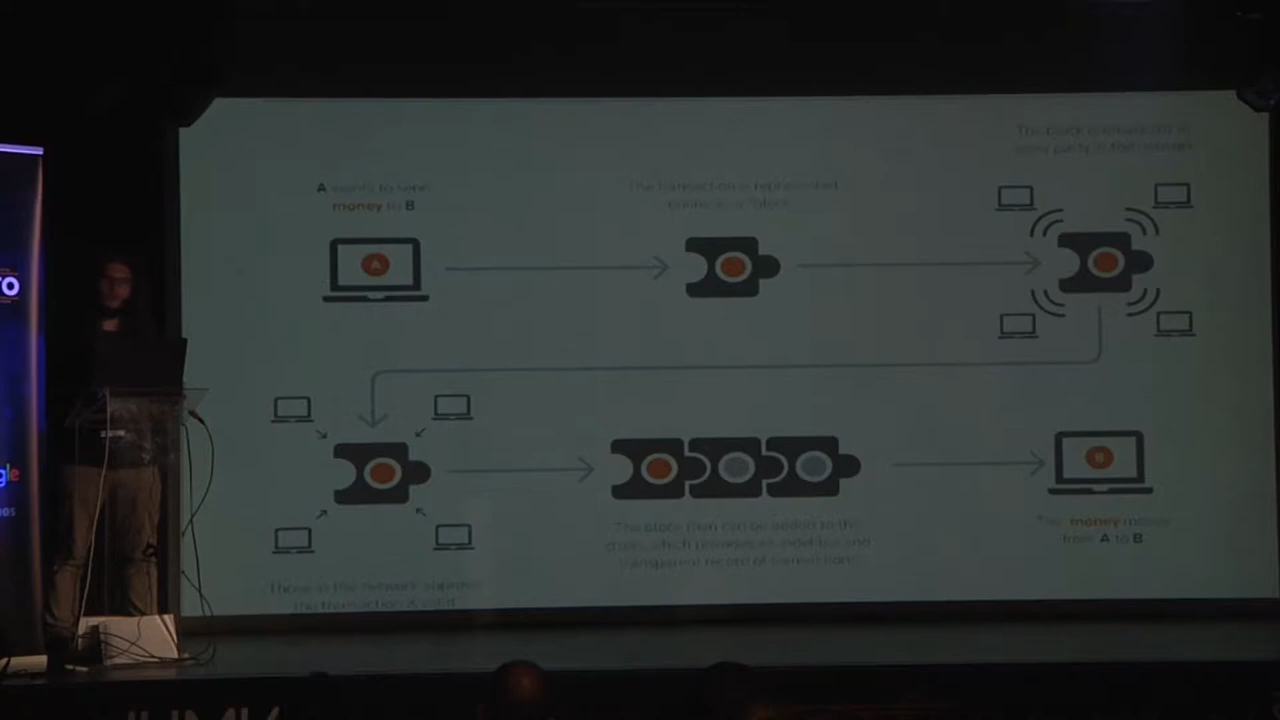 The block is broadcast to
every party in the network
A wants to send
money to B
The transaction is represented
online as a "block"
A
B
The block then can be added to the
chain, which provides an indelible and
transparent record of transactions
The money moves
from A to B
Those in the network approve
the transaction is valid